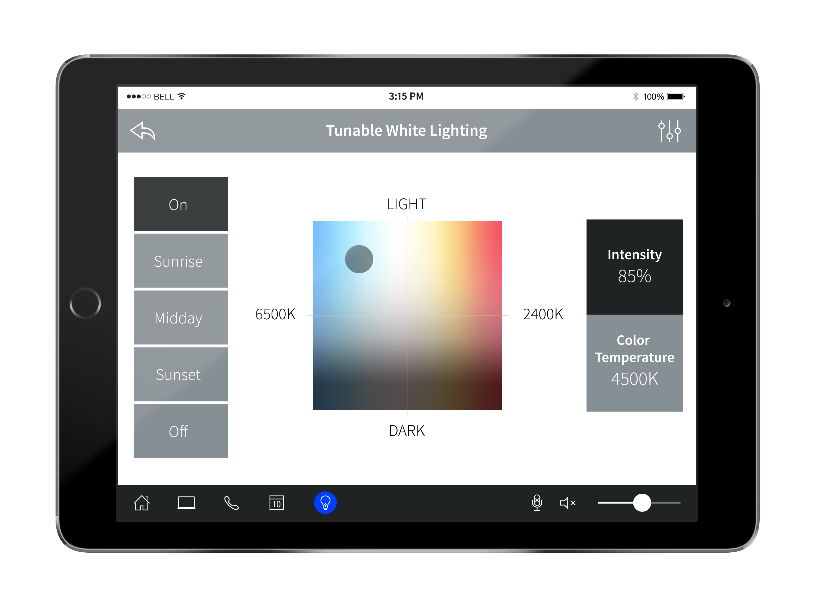 BELL
3:15 PM
100%
Tunable White Lighting
On
Sunrise
Midday
Sunset
Off
LIGHT
6500K
2400K
DARK
Intensity
85%
Color
Temperature
4500K
10